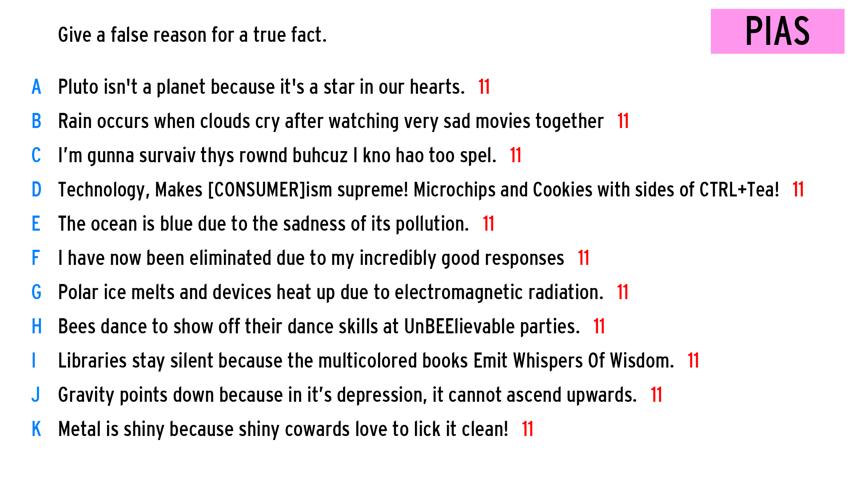 Give a false reason for a true fact.
PIAS
A Pluto isn't a planet because it's a star in our hearts. 11
B Rain occurs when clouds cry after watching very sad movies together 11
C I'm gunna survaiv thys rownd buhcuz I kno hao too spel. 11
D Technology, Makes [CONSUMER]ism supreme! Microchips and Cookies with sides of CTRL+Tea! 11
E The ocean is blue due to the sadness of its pollution. 11
F I have now been eliminated due to my incredibly good responses 11
G Polar ice melts and devices heat up due to electromagnetic radiation. 11
H Bees dance to show off their dance skills at UnBEElievable parties. 11
I Libraries stay silent because the multicolored books Emit Whispers Of Wisdom. 11
J Gravity points down because in it's depression, it cannot ascend upwards. 11
K Metal is shiny because shiny cowards love to lick it clean! 11